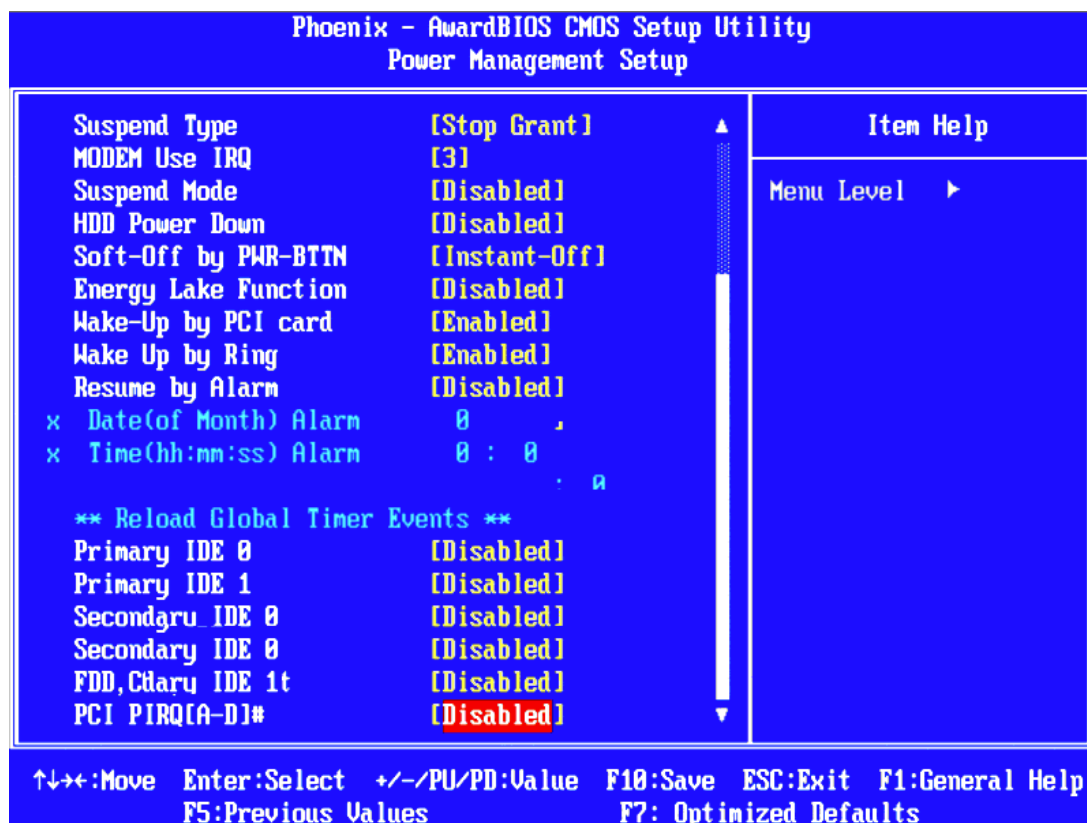 Phoenix - AwardBIOS CMOS Setup Utility
Power Management Setup
Suspend Type [Stop Grant]
MODEM Use IRQ [3]
Suspend Mode [Disabled]
HDD Power Down [Disabled]
Soft-Off by PWR-BTTN [Instant-Off]
Energy Lake Function [Disabled]
Wake-Up by PCI card [Enabled]
Wake Up by Ring [Enabled]
Resume by Alarm [Disabled]
x Date(of Month) Alarm 0
x Time(hh:mm:ss) Alarm 0 : 0
: 0
** Reload Global Timer Events **
Primary IDE 0 [Disabled]
Primary IDE 1 [Disabled]
Secondary IDE 0 [Disabled]
Secondary IDE 0 [Disabled]
FDD, IDE 1t [Disabled]
PCI PIRQ[A-D]# [Disabled]
Item Help
Menu Level ►
↑↓→←:Move Enter:Select +/-/PU/PD:Value F10:Save ESC:Exit F1:General Help
F5:Previous Values F7: Optimized Defaults